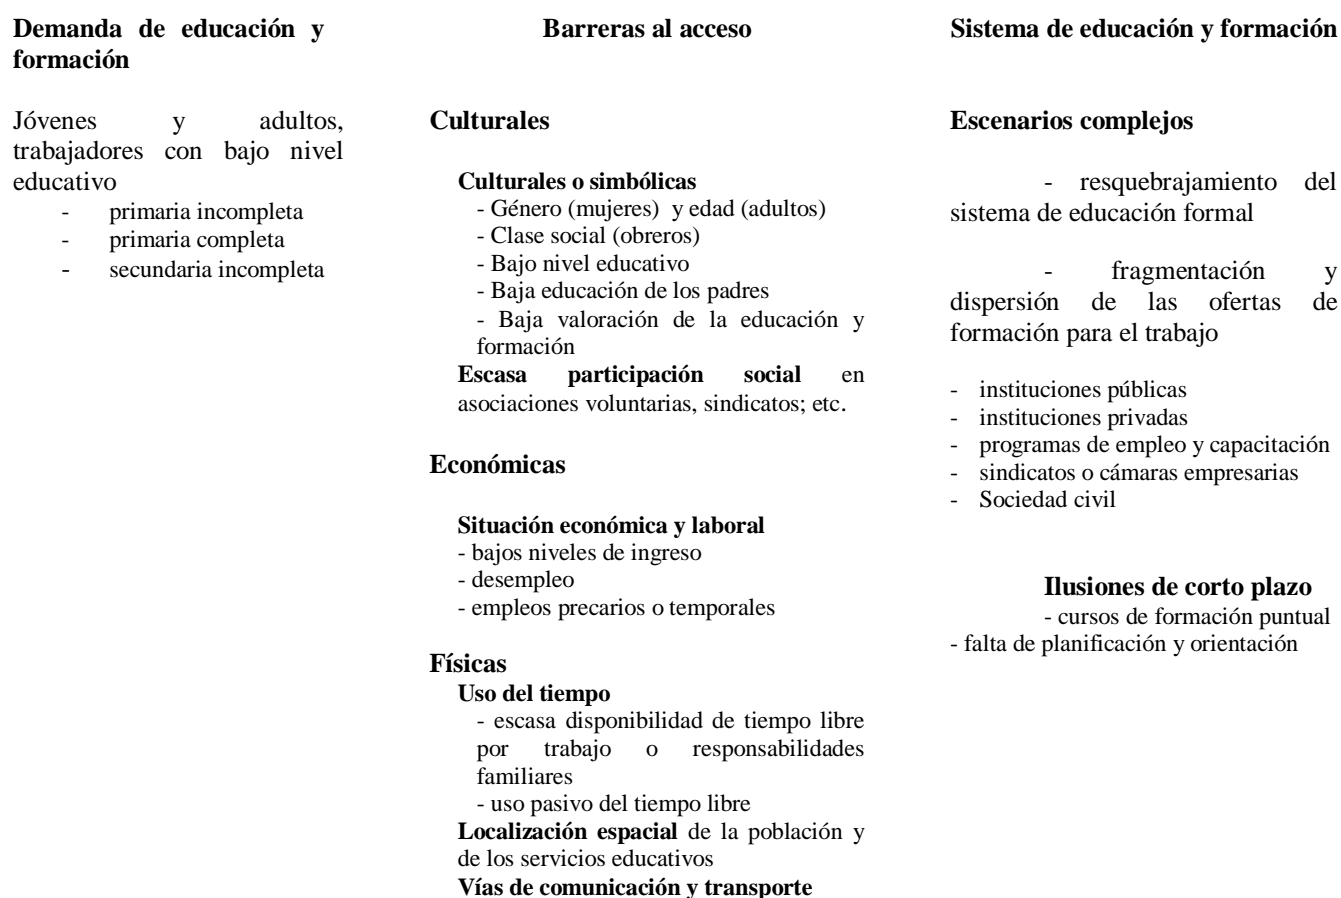 Demanda de educación y
formación
Jóvenes y adultos,
trabajadores con bajo nivel
educativo
- primaria incompleta
- primaria completa
- secundaria incompleta
Barreras al acceso
Culturales
Culturales o simbólicas
- Género (mujeres) y edad (adultos)
- Clase social (obreros)
- Bajo nivel educativo
- Baja educación de los padres
- Baja valoración de la educación y
formación
Escasa participación social en
asociaciones voluntarias, sindicatos; etc.
Económicas
Situación económica y laboral
- bajos niveles de ingreso
- desempleo
- empleos precarios o temporales
Físicas
Uso del tiempo
- escasa disponibilidad de tiempo libre
por trabajo o responsabilidades
familiares
- uso pasivo del tiempo libre
Localización espacial de la población y
de los servicios educativos
Vías de comunicación y transporte
Sistema de educación y formación
Escenarios complejos
- resquebrajamiento del
sistema de educación formal
- fragmentación y
dispersión de las ofertas de
formación para el trabajo
- instituciones públicas
- instituciones privadas
- programas de empleo y capacitación
- sindicatos o cámaras empresarias
- Sociedad civil
Ilusiones de corto plazo
- cursos de formación puntual
- falta de planificación y orientación